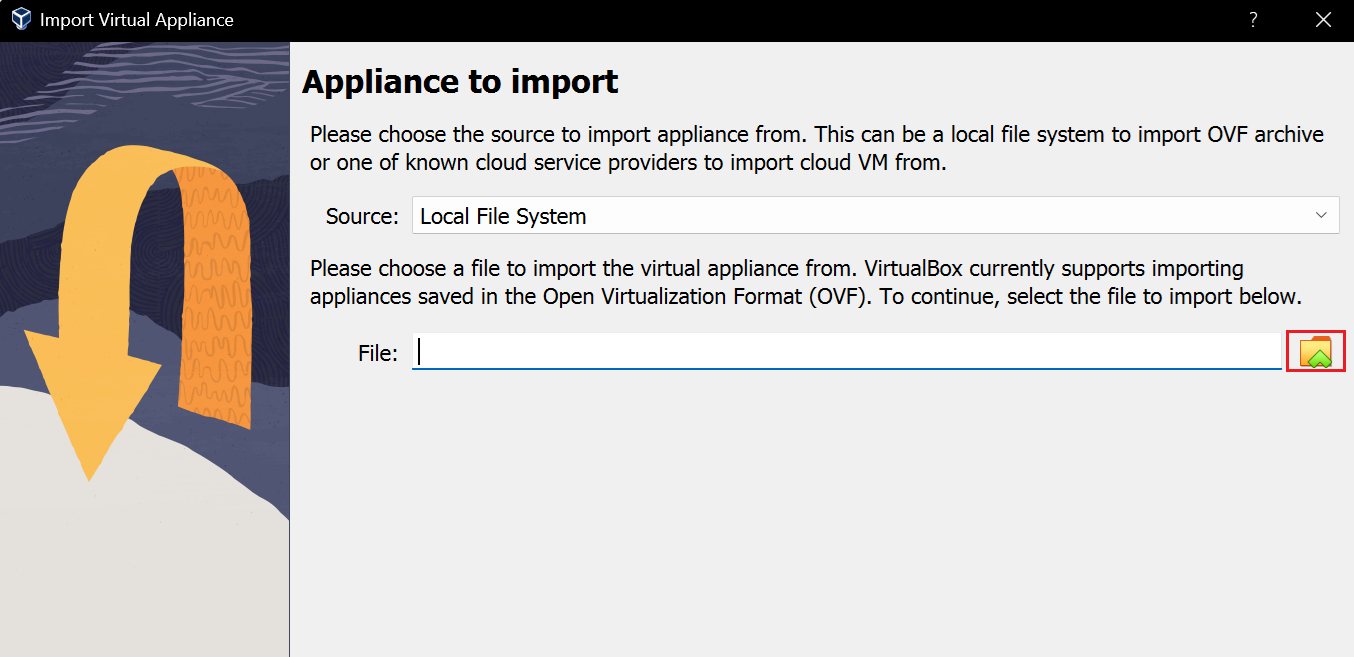 Import Virtual Appliance ?
Appliance to import
Please choose the source to import appliance from. This can be a local file system to import OVF archive
or one of known cloud service providers to import cloud VM from.
Source: Local File System
Please choose a file to import the virtual appliance from. VirtualBox currently supports importing
appliances saved in the Open Virtualization Format (OVF). To continue, select the file to import below.
File: